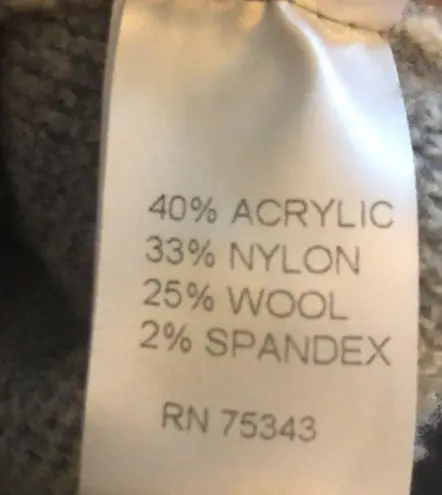 40% ACRYLIC
33% NYLON
25% WOOL
2% SPANDEX
RN 75343